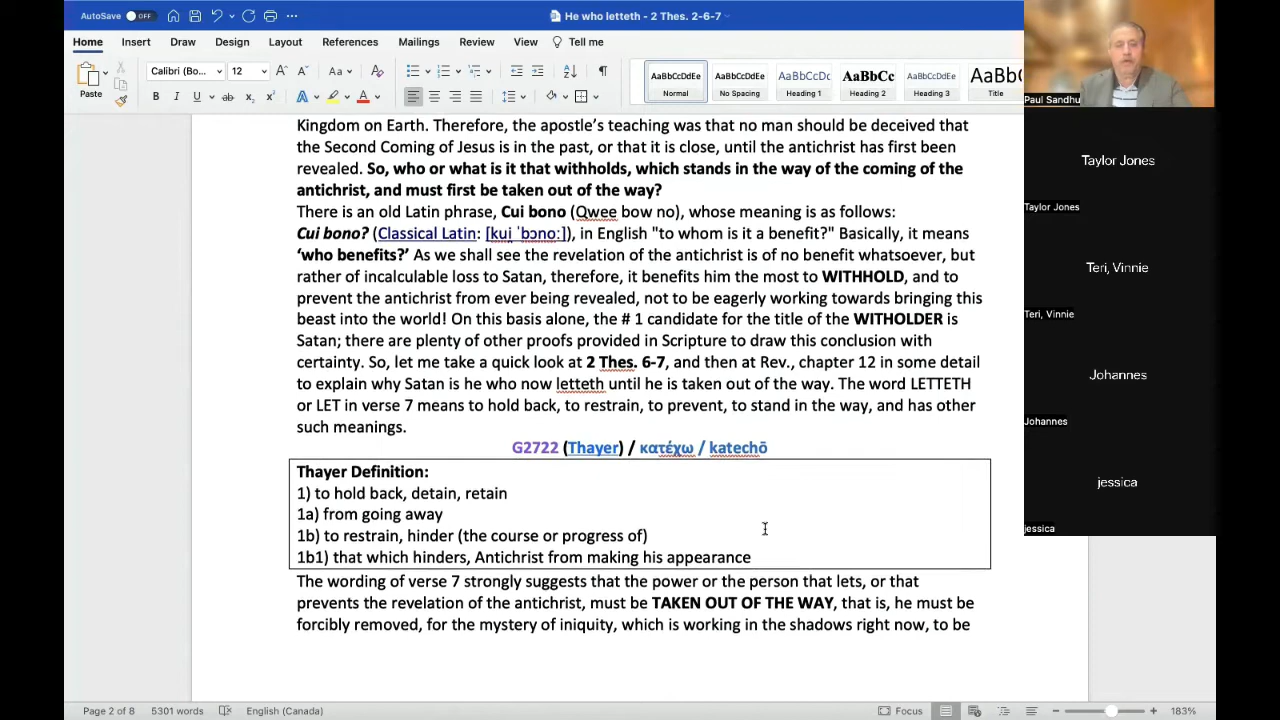 AutoSave OFF
He who letteth - 2 Thes. 2-6-7
Home Insert Draw Design Layout References Mailings Review View Tell me
Paste
Calibri (Bo... 12
AaBbCcDdEe AaBbCcDdEe AaBbCcDc AaBbCc AaBbCcDdEe AaBb
Normal No Spacing Heading 1 Heading 2 Heading 3 Title
Kingdom on Earth. Therefore, the apostle’s teaching was that no man should be deceived that
the Second Coming of Jesus is in the past, or that it is close, until the antichrist has first been
revealed. So, who or what is it that withholds, which stands in the way of the coming of the
antichrist, and must first be taken out of the way?
There is an old Latin phrase, Cui bono (Qwee bow no), whose meaning is as follows:
Cui bono? (Classical Latin: [kui̯ ˈbɔnoː]), in English "to whom is it a benefit?" Basically, it means
‘who benefits?’ As we shall see the revelation of the antichrist is of no benefit whatsoever, but
rather of incalculable loss to Satan, therefore, it benefits him the most to WITHHOLD, and to
prevent the antichrist from ever being revealed, not to be eagerly working towards bringing this
beast into the world! On this basis alone, the # 1 candidate for the title of the WITHOLDER is
Satan; there are plenty of other proofs provided in Scripture to draw this conclusion with
certainty. So, let me take a quick look at 2 Thes. 6-7, and then at Rev., chapter 12 in some detail
to explain why Satan is he who now letteth until he is taken out of the way. The word LETTETH
or LET in verse 7 means to hold back, to restrain, to prevent, to stand in the way, and has other
such meanings.
G2722 (Thayer) / κατέχω / katechō
Thayer Definition:
1) to hold back, detain, retain
1a) from going away
1b) to restrain, hinder (the course or progress of)
1b1) that which hinders, Antichrist from making his appearance
The wording of verse 7 strongly suggests that the power or the person that lets, or that
prevents the revelation of the antichrist, must be TAKEN OUT OF THE WAY, that is, he must be
forcibly removed, for the mystery of iniquity, which is working in the shadows right now, to be
Page 2 of 8 5301 words English (Canada) Focus 183%
Paul Sandhu
Taylor Jones
Taylor Jones
Teri, Vinnie
Teri, Vinnie
Johannes
Johannes
jessica
jessica